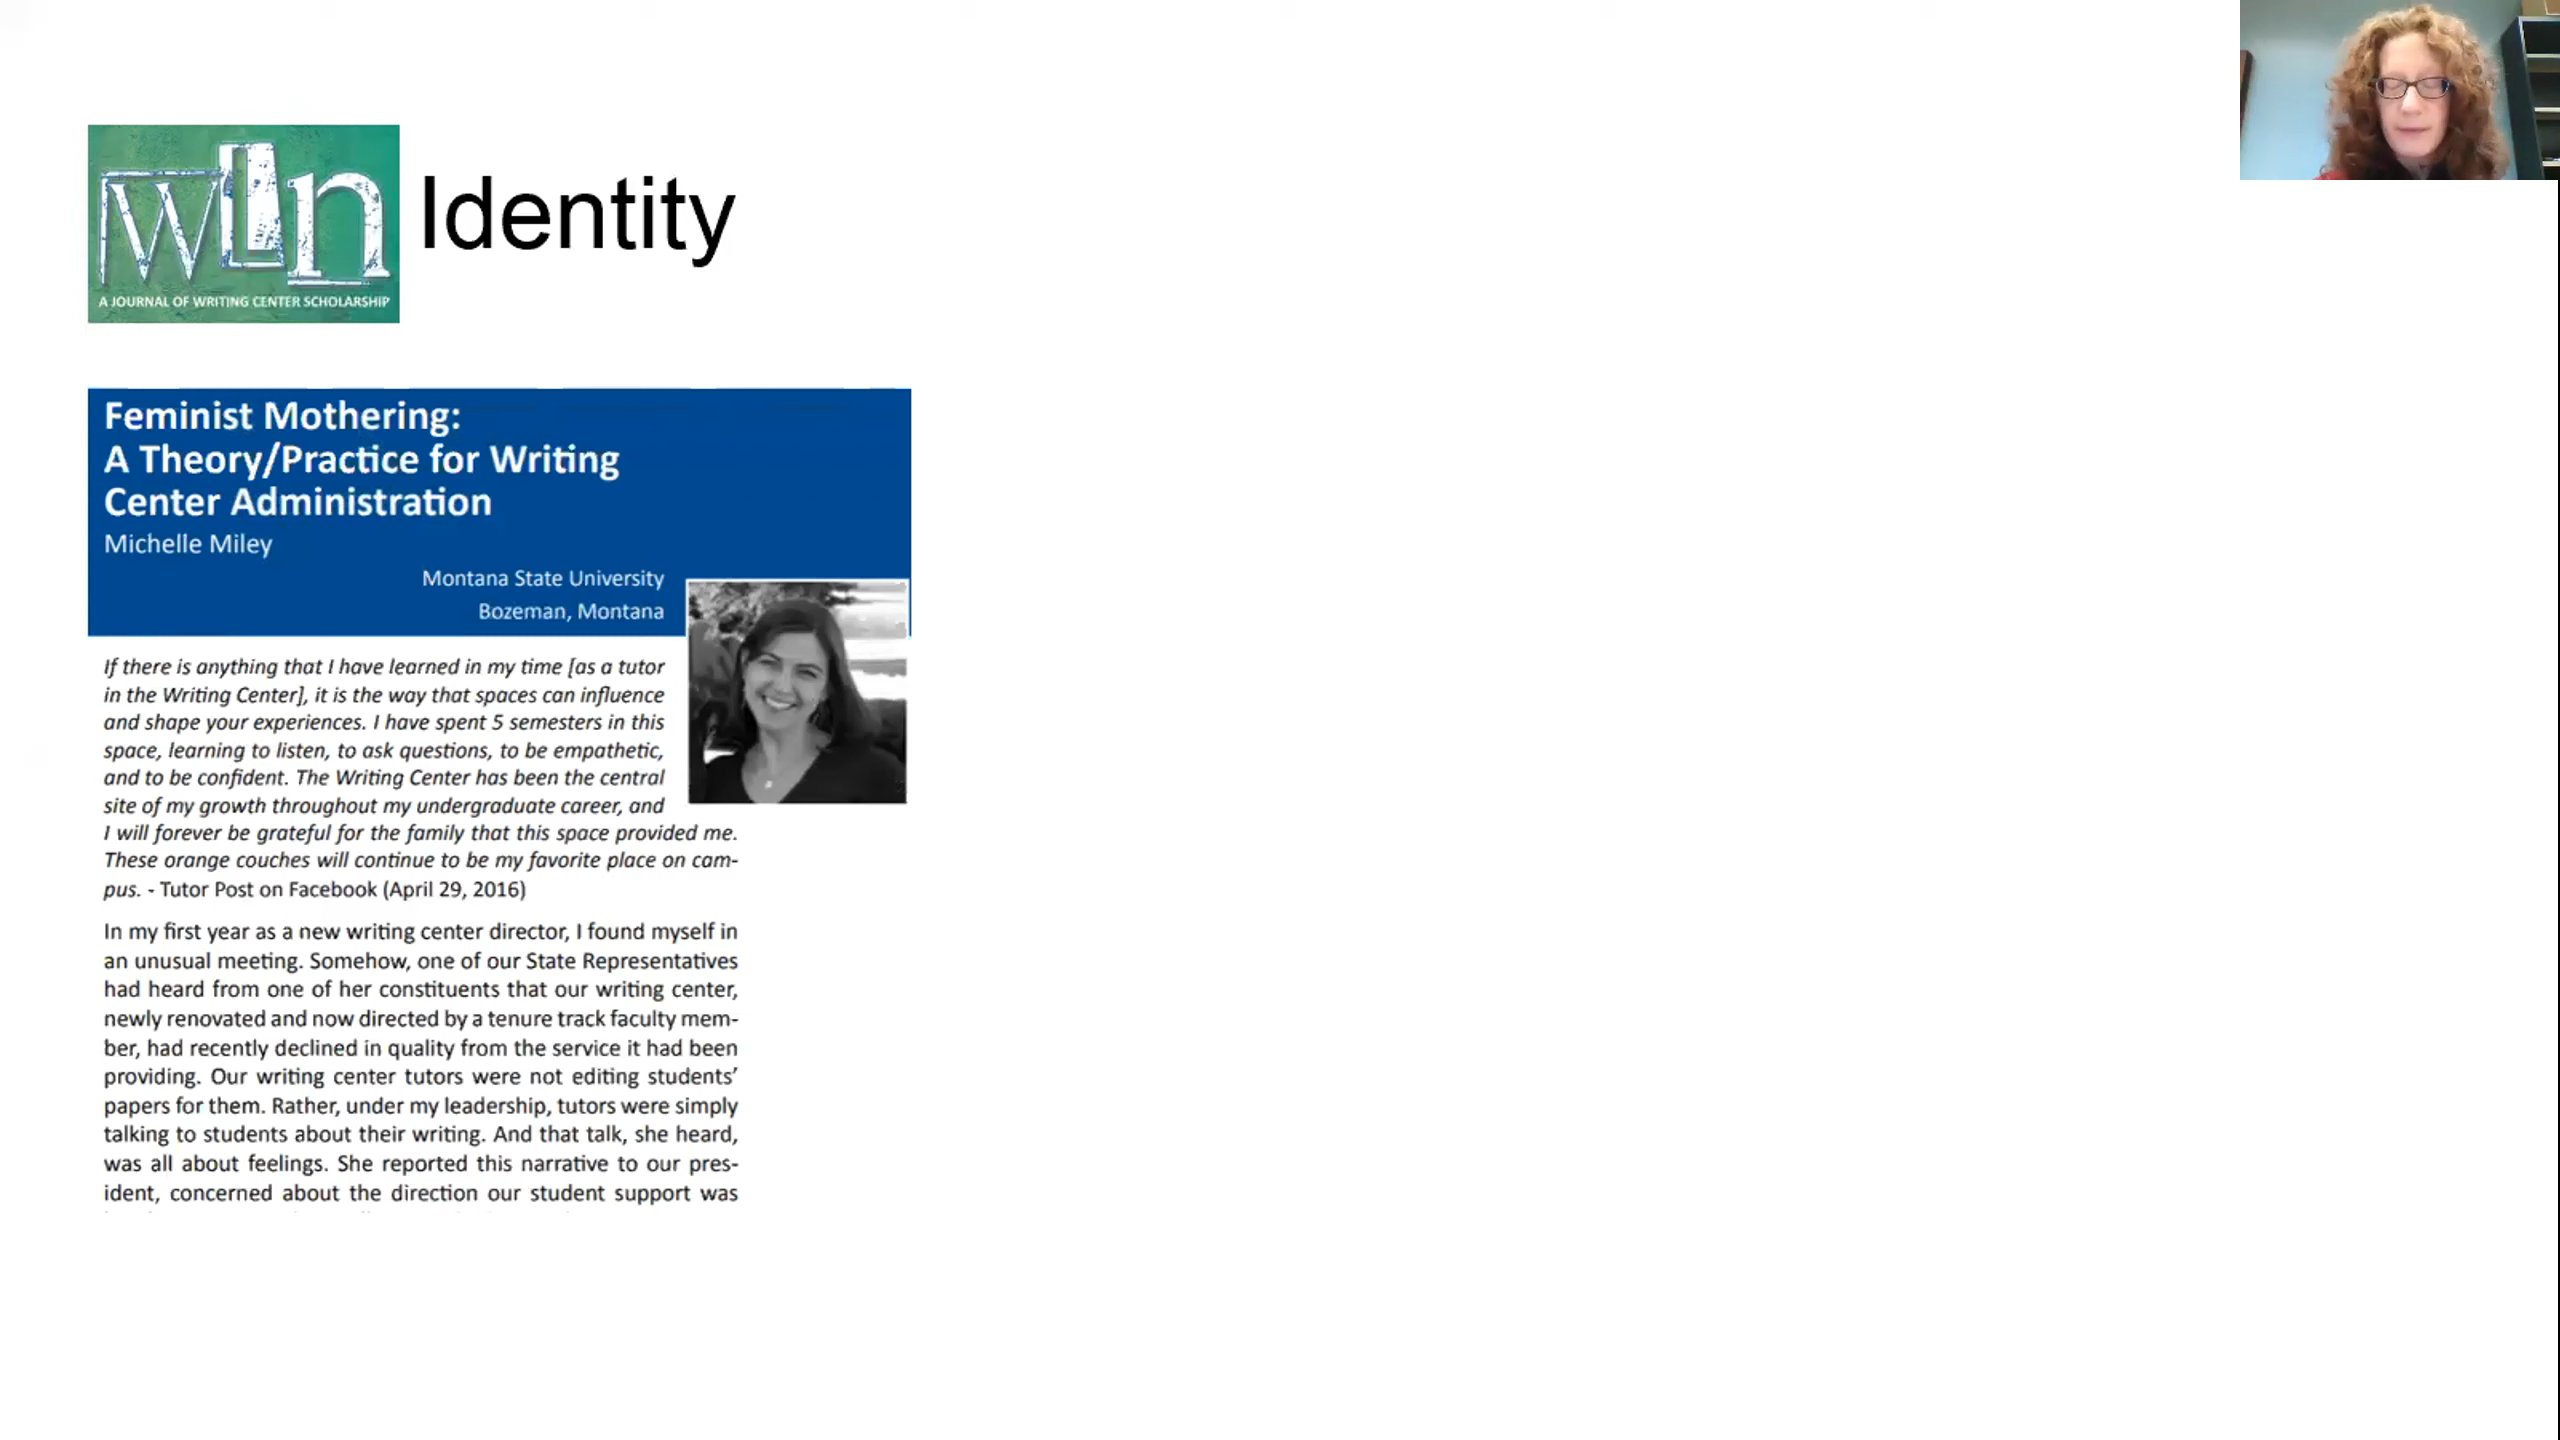 wLn
A JOURNAL OF WRITING CENTER SCHOLARSHIP
Identity
Feminist Mothering:
A Theory/Practice for Writing
Center Administration
Michelle Miley
Montana State University
Bozeman, Montana
If there is anything that I have learned in my time [as a tutor
in the Writing Center], it is the way that spaces can influence
and shape your experiences. I have spent 5 semesters in this
space, learning to listen, to ask questions, to be empathetic,
and to be confident. The Writing Center has been the central
site of my growth throughout my undergraduate career, and
I will forever be grateful for the family that this space provided me.
These orange couches will continue to be my favorite place on cam-
pus. - Tutor Post on Facebook (April 29, 2016)
In my first year as a new writing center director, I found myself in
an unusual meeting. Somehow, one of our State Representatives
had heard from one of her constituents that our writing center,
newly renovated and now directed by a tenure track faculty mem-
ber, had recently declined in quality from the service it had been
providing. Our writing center tutors were not editing students’
papers for them. Rather, under my leadership, tutors were simply
talking to students about their writing. And that talk, she heard,
was all about feelings. She reported this narrative to our pres-
ident, concerned about the direction our student support was